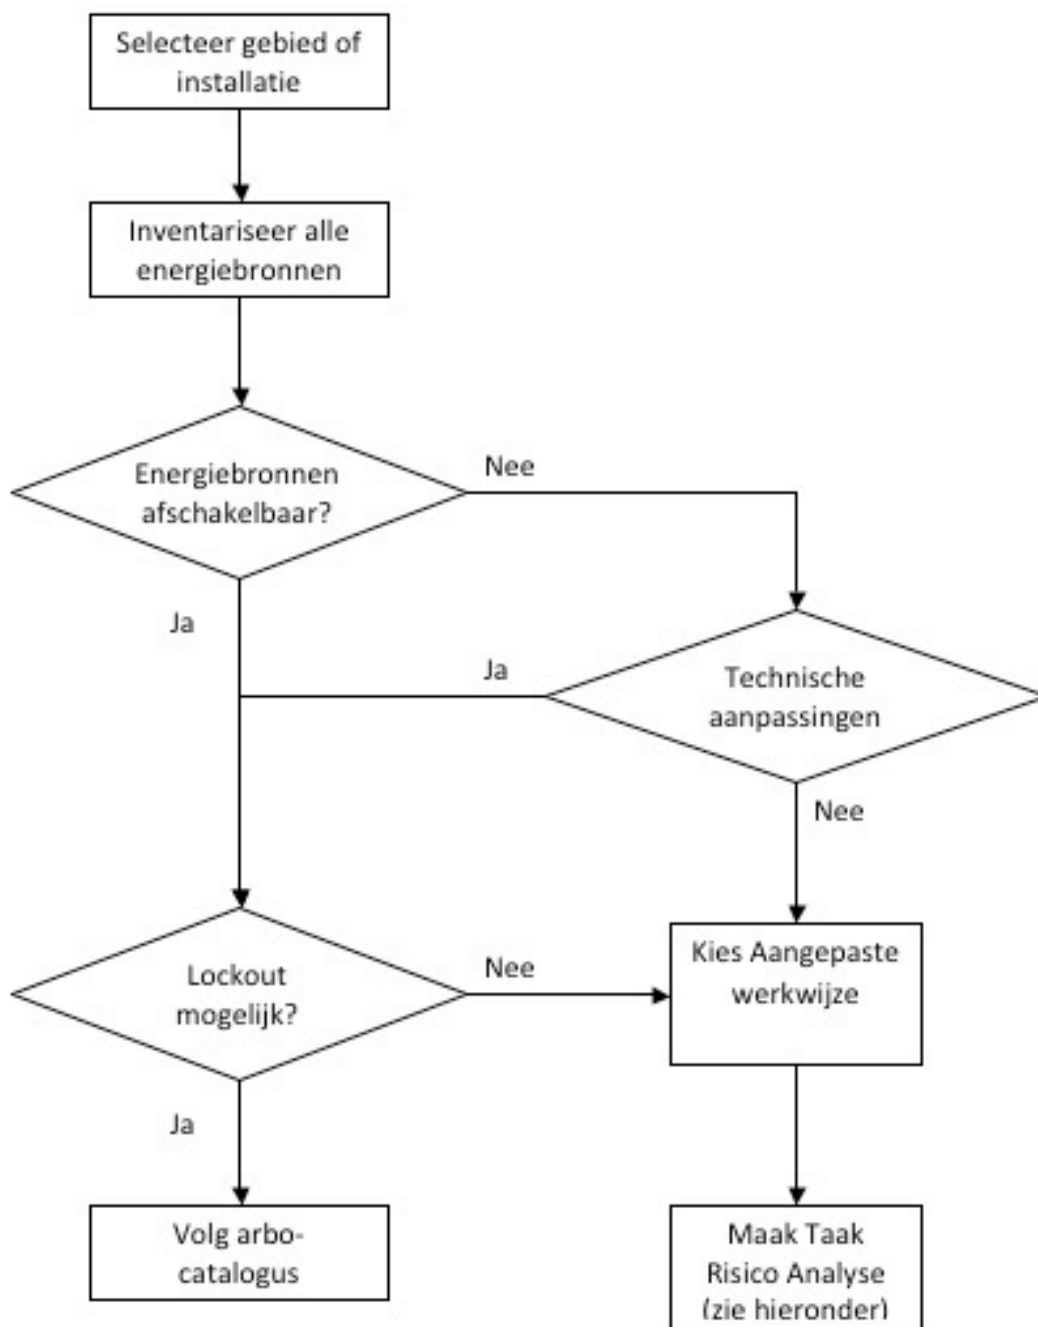 Selecteer gebied of
installatie
Inventariseer alle
energiebronnen
Energiebronnen
afschakelbaar?
Nee
Ja
Technische
aanpassingen
Ja
Nee
Lockout
mogelijk?
Nee
Kies Aangepaste
werkwijze
Ja
Volg arbo-
catalogus
Maak Taak
Risico Analyse
(zie hieronder)